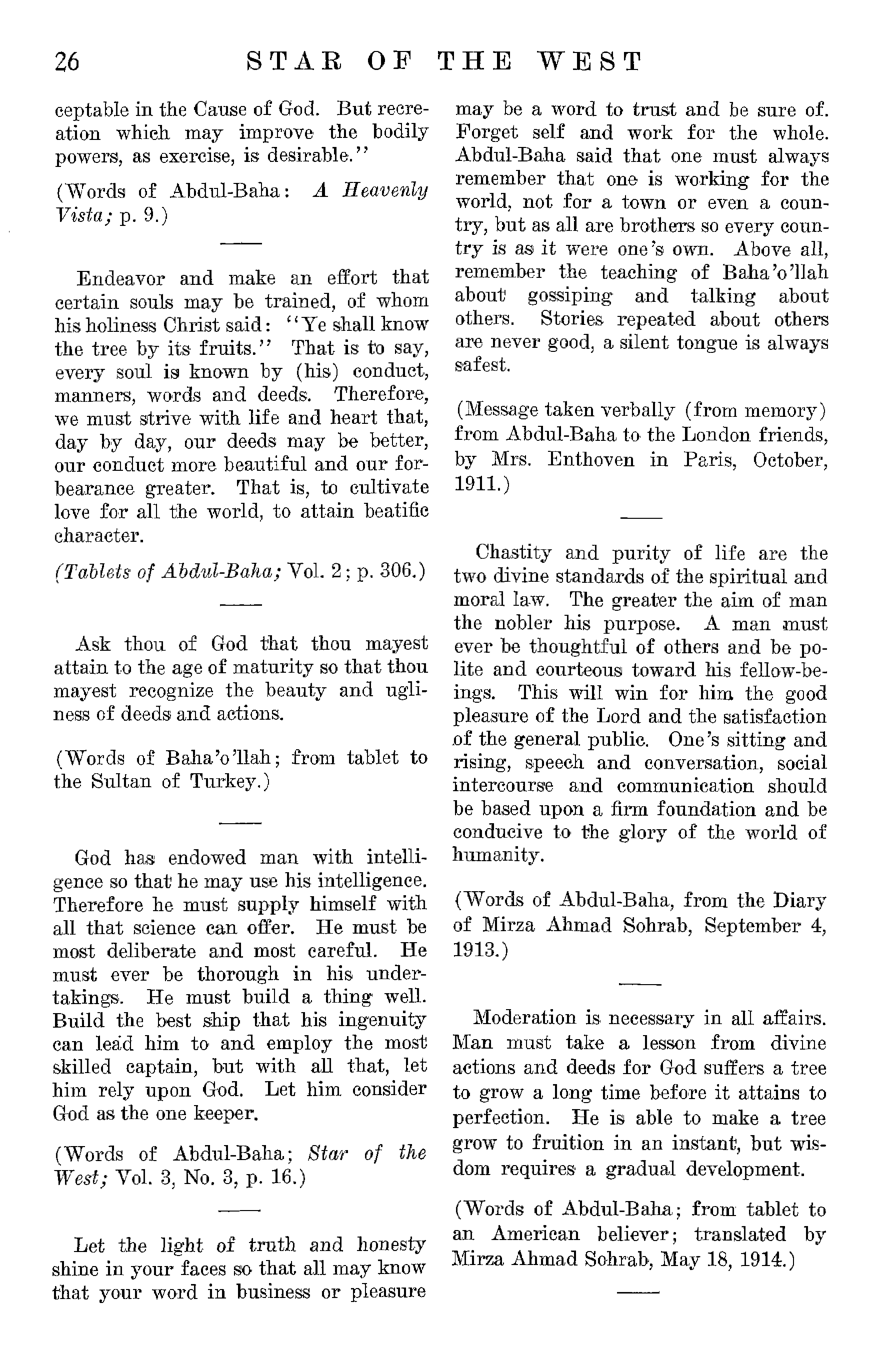 26 STAR OF THE WEST
ceptable in the Cause of God. But recre-
ation which may improve the bodily
powers, as exercise, is desirable.''
(Words of Abdul-Baha: A Heavenly
Vista; p. 9.)
Endeavor and make an effort that
certain souls may be trained, of whom
his holiness Christ said: ''Ye shall know
the tree by its fruits.'' That is to say,
every soul is known by (his) conduct,
manners, words and deeds. Therefore,
we must strive with life and heart that,
day by day, our deeds may be better,
our conduct more beautiful and our for-
bearance greater. That is, to cultivate
love for all the world, to attain beatific
character.
(Tablets of Abdul-Baha; Vol. 2; p. 306.)
Ask thou of God that thou mayest
attain to the age of maturity so that thou
mayest recognize the beauty and ugli-
ness of deeds and actions.
(Words of Baha'o'llah; from tablet to
the Sultan of Turkey.)
God has endowed man with intelli-
gence so that he may use his intelligence.
Therefore he must supply himself with
all that science can offer. He must be
most deliberate and most careful. He
must ever be thorough in his under-
takings. He must build a thing well.
Build the best ship that his ingenuity
can lead him to and employ the most
skilled captain, but with all that, let
him rely upon God. Let him consider
God as the one keeper.
(Words of Abdul-Baha; Star of the
West; Vol. 3, No. 3, p. 16.)
Let the light of truth and honesty
shine in your faces so that all may know
that your word in business or pleasure
may be a word to trust and be sure of.
Forget self and work for the whole.
Abdul-Baha said that one must always
remember that one is working for the
world, not for a town or even a coun-
try, but as all are brothers so every coun-
try is as it were one's own. Above all,
remember the teaching of Baha'o'llah
about gossiping and talking about
others. Stories repeated about others
are never good, a silent tongue is always
safest.
(Message taken verbally (from memory)
from Abdul-Baha to the London friends,
by Mrs. Enthoven in Paris, October,
1911.)
Chastity and purity of life are the
two divine standards of the spiritual and
moral law. The greater the aim of man
the nobler his purpose. A man must
ever be thoughtful of others and be po-
lite and courteous toward his fellow-be-
ings. This will win for him the good
pleasure of the Lord and the satisfaction
of the general public. One's sitting and
rising, speech and conversation, social
intercourse and communication should
be based upon a firm foundation and be
conducive to the glory of the world of
humanity.
(Words of Abdul-Baha, from the Diary
of Mirza Ahmad Sohrab, September 4,
1913.)
Moderation is necessary in all affairs.
Man must take a lesson from divine
actions and deeds for God suffers a tree
to grow a long time before it attains to
perfection. He is able to make a tree
grow to fruition in an instant, but wis-
dom requires a gradual development.
(Words of Abdul-Baha; from tablet to
an American believer; translated by
Mirza Ahmad Sohrab, May 18, 1914.)